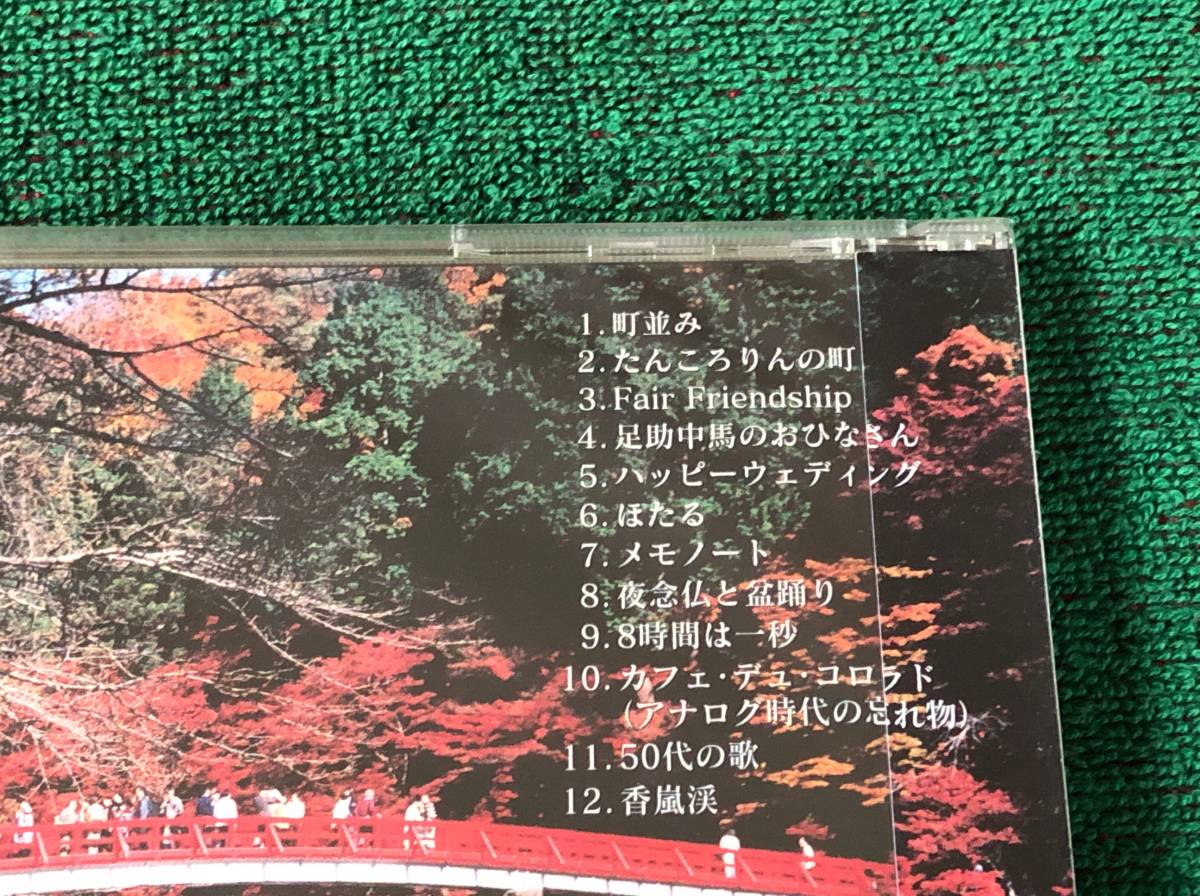 1.町並み
2.たんころりんの町
3.Fair Friendship
4.足助中馬のおひなさん
5.ハッピーウェディング
6.ほたる
7.メモノート
8.夜念仏と盆踊り
9.8時間は一秒
10.カフェ・デュ・コロラド
(アナログ時代の忘れ物)
11.50代の歌
12.香嵐渓